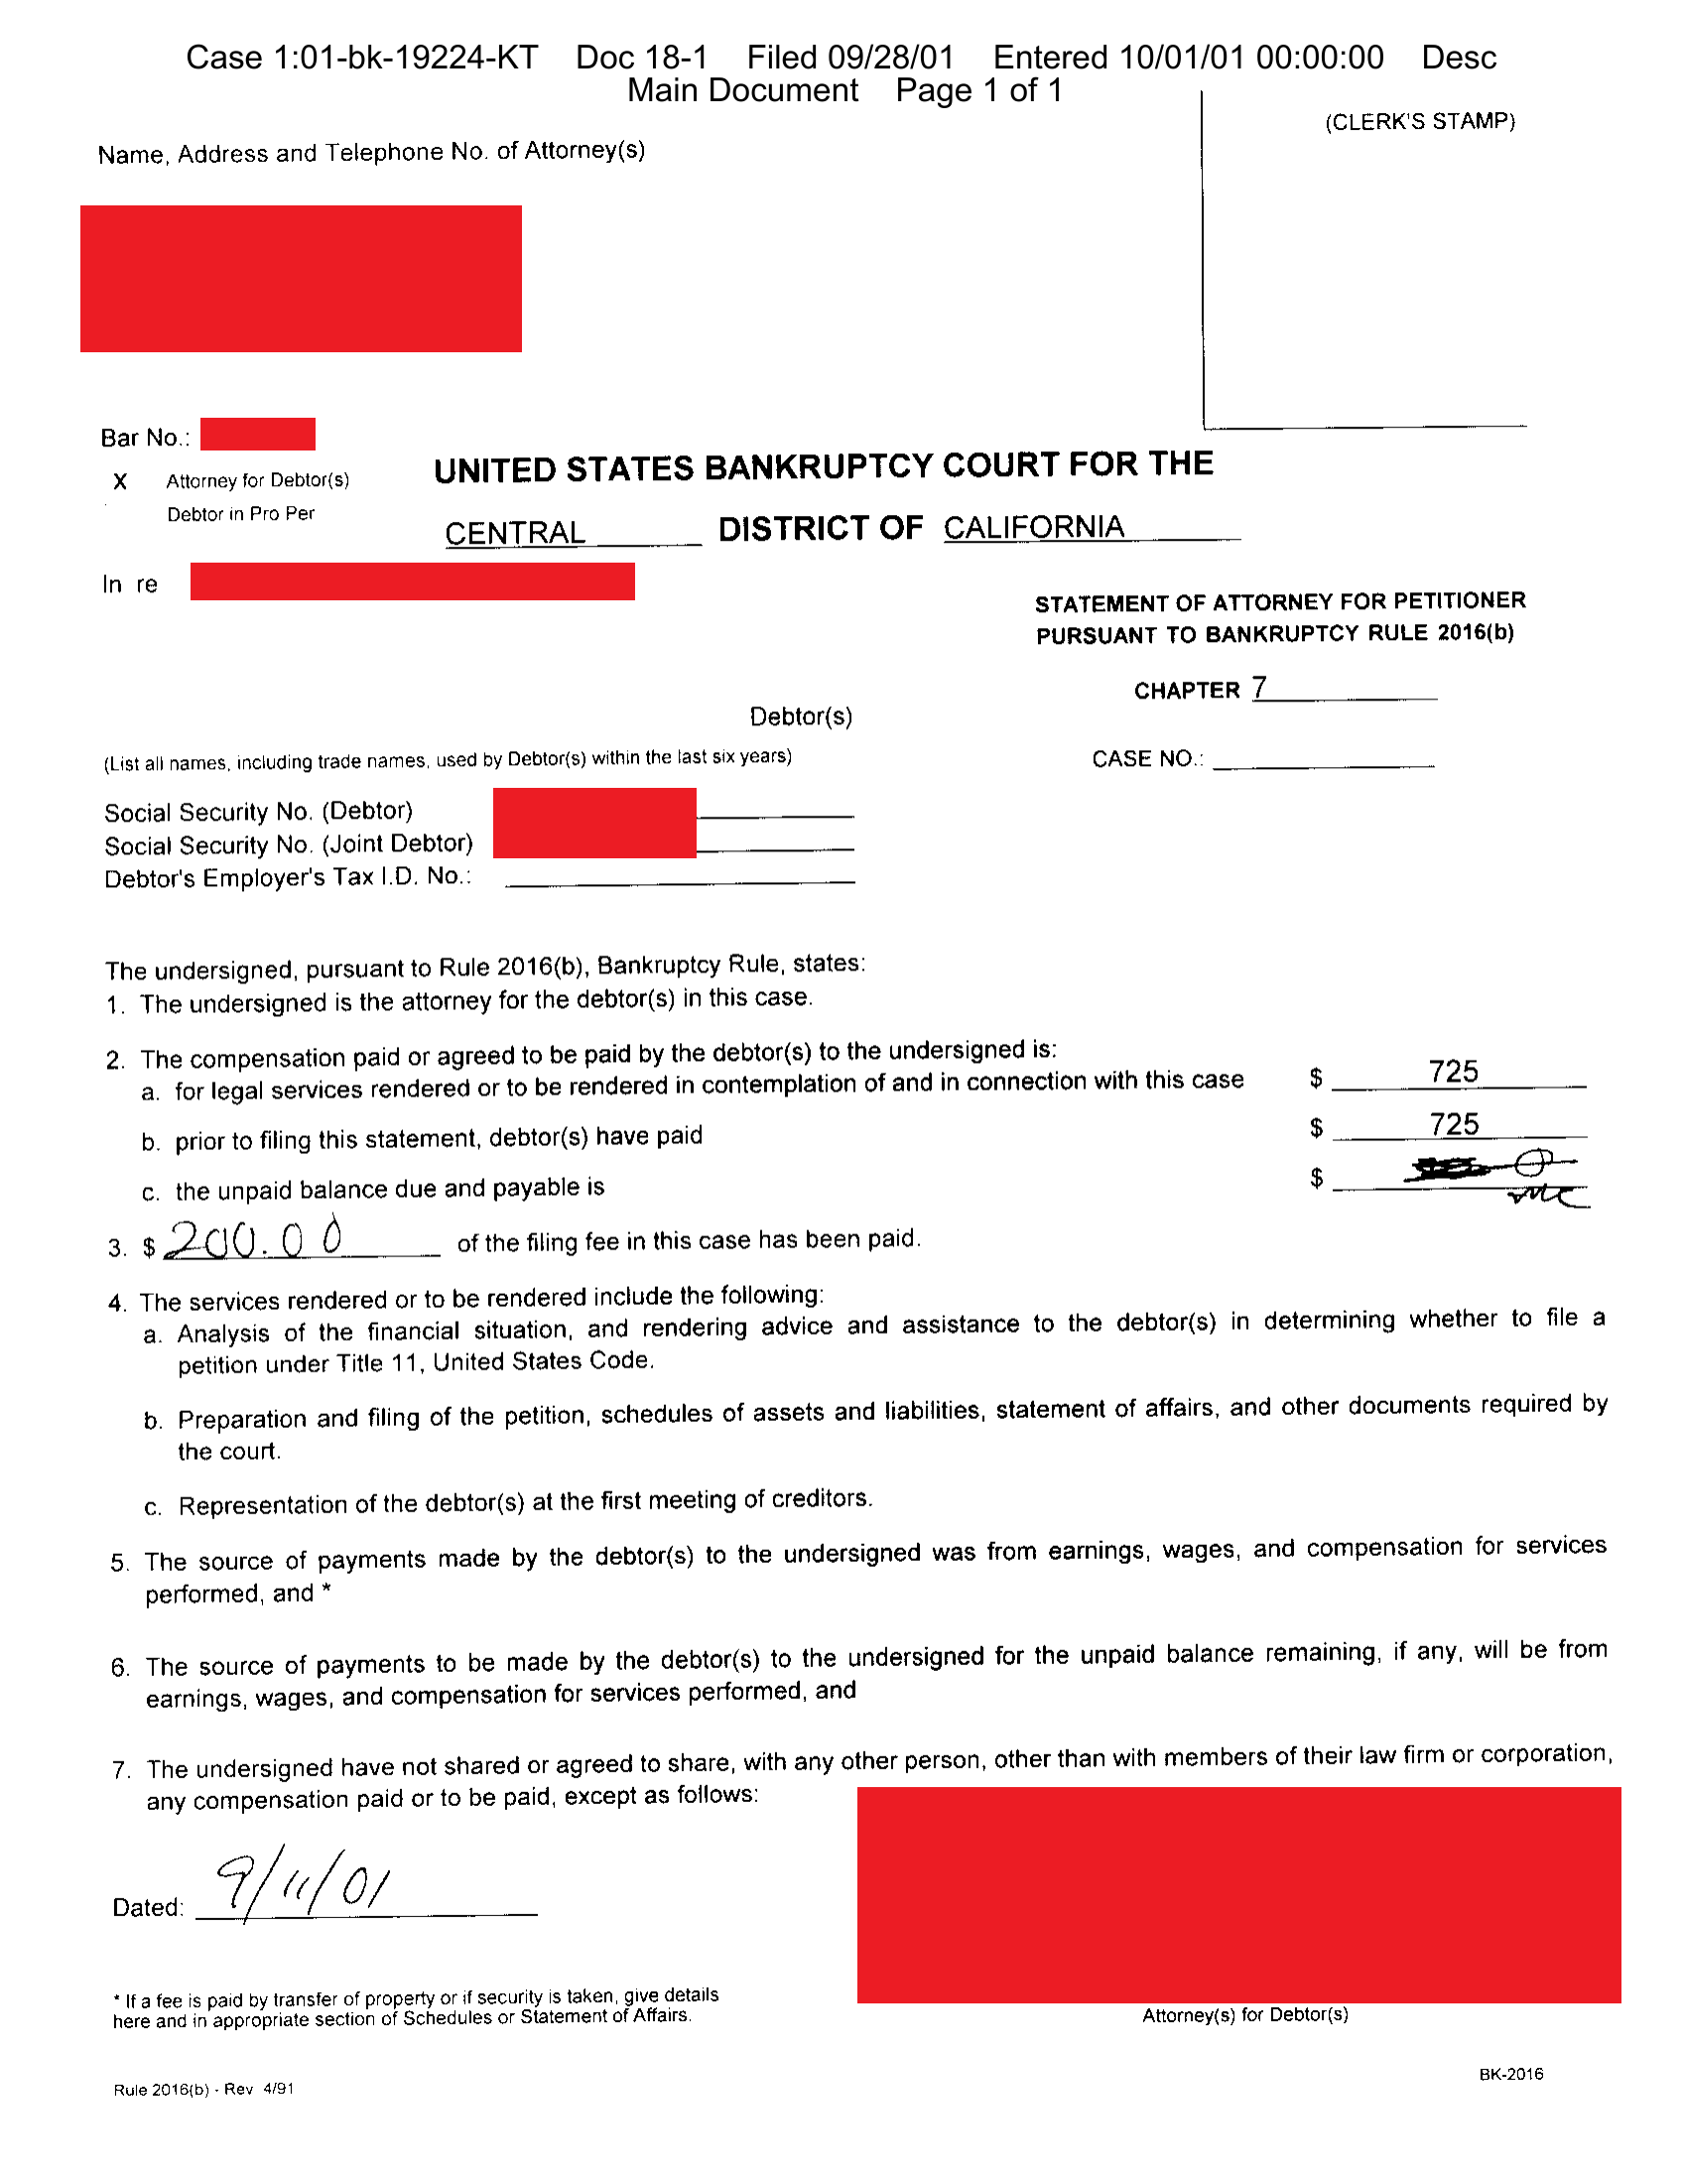 Case 1:01-bk-19224-KT Doc 18-1 Filed 09/28/01 Entered 10/01/01 00:00:00 Desc
Main Document Page 1 of 1
(CLERK'S STAMP)
Name, Address and Telephone No. of Attorney(s)
Bar No.:
X Attorney for Debtor(s)
Debtor in Pro Per
UNITED STATES BANKRUPTCY COURT FOR THE
CENTRAL DISTRICT OF CALIFORNIA
In re
STATEMENT OF ATTORNEY FOR PETITIONER
PURSUANT TO BANKRUPTCY RULE 2016(b)
CHAPTER 7
Debtor(s)
(List all names, including trade names, used by Debtor(s) within the last six years)
CASE NO.:
Social Security No. (Debtor)
Social Security No. (Joint Debtor)
Debtor's Employer's Tax I.D. No.:
The undersigned, pursuant to Rule 2016(b), Bankruptcy Rule, states:
1. The undersigned is the attorney for the debtor(s) in this case.
2. The compensation paid or agreed to be paid by the debtor(s) to the undersigned is:
a. for legal services rendered or to be rendered in contemplation of and in connection with this case $ 725
b. prior to filing this statement, debtor(s) have paid $ 725
c. the unpaid balance due and payable is $
3. $ 200.00 of the filing fee in this case has been paid.
4. The services rendered or to be rendered include the following:
a. Analysis of the financial situation, and rendering advice and assistance to the debtor(s) in determining whether to file a
petition under Title 11, United States Code.
b. Preparation and filing of the petition, schedules of assets and liabilities, statement of affairs, and other documents required by
the court.
c. Representation of the debtor(s) at the first meeting of creditors.
5. The source of payments made by the debtor(s) to the undersigned was from earnings, wages, and compensation for services
performed, and *
6. The source of payments to be made by the debtor(s) to the undersigned for the unpaid balance remaining, if any, will be from
earnings, wages, and compensation for services performed, and
7. The undersigned have not shared or agreed to share, with any other person, other than with members of their law firm or corporation,
any compensation paid or to be paid, except as follows:
Dated: 9/11/01
* If a fee is paid by transfer of property or if security is taken, give details
here and in appropriate section of Schedules or Statement of Affairs.
Attorney(s) for Debtor(s)
Rule 2016(b) - Rev 4/91
BK-2016